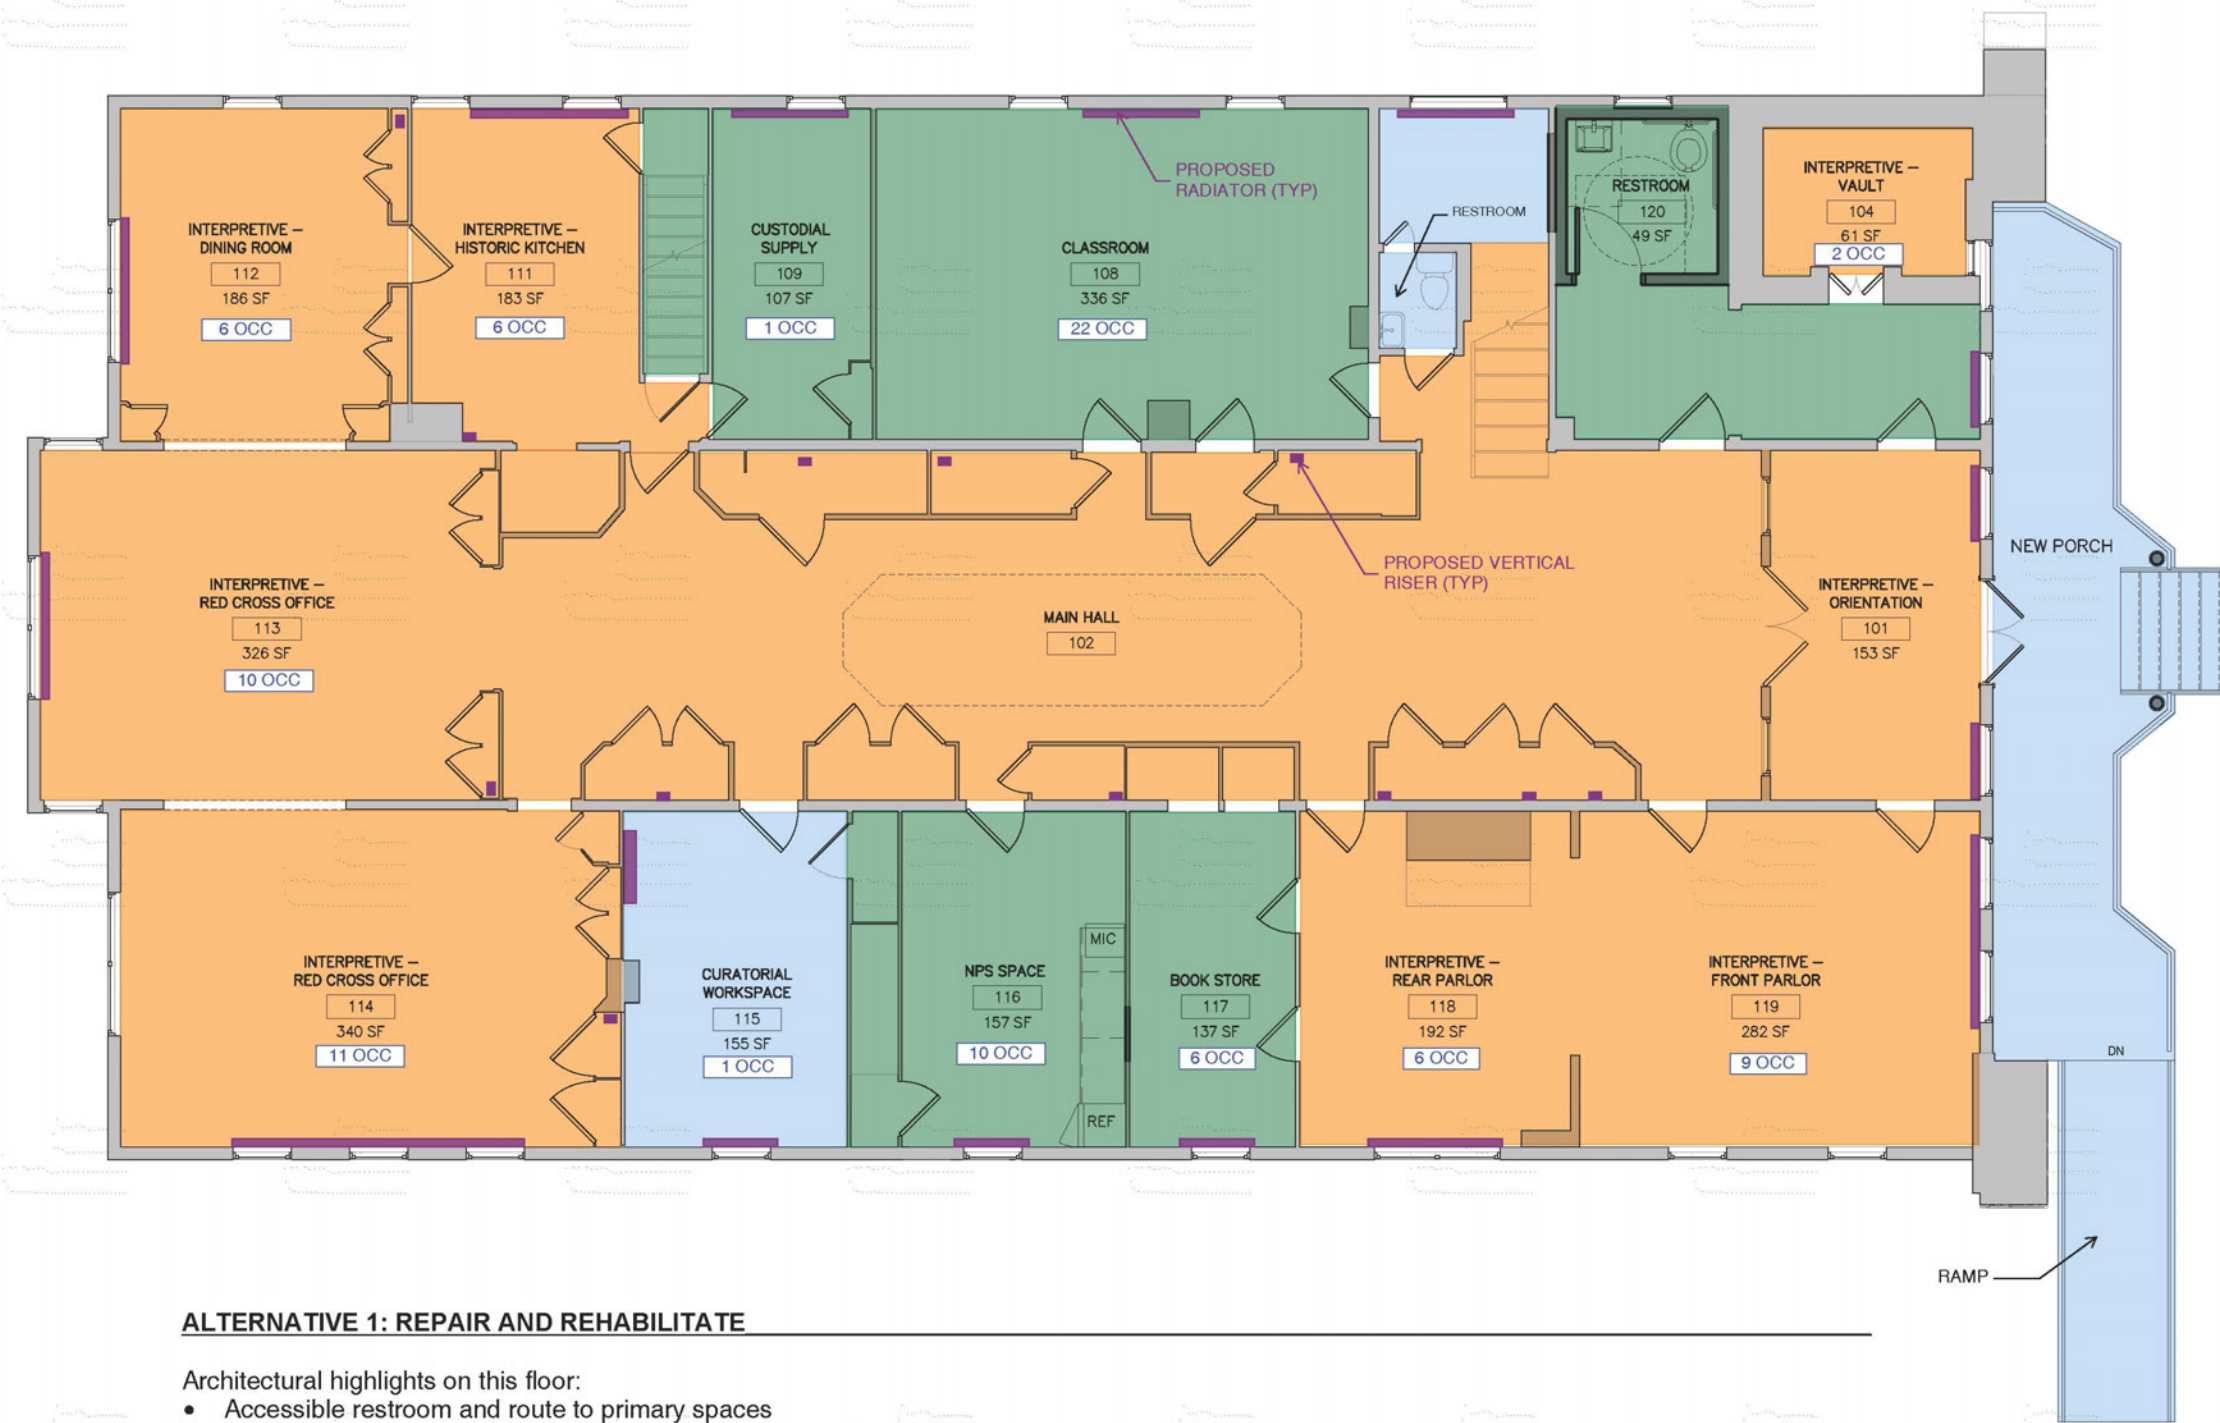 INTERPRETIVE –
DINING ROOM
112
186 SF
6 OCC
INTERPRETIVE –
HISTORIC KITCHEN
111
183 SF
6 OCC
CUSTODIAL
SUPPLY
109
107 SF
1 OCC
CLASSROOM
108
336 SF
22 OCC
PROPOSED
RADIATOR (TYP)
RESTROOM
RESTROOM
120
49 SF
INTERPRETIVE –
VAULT
104
61 SF
2 OCC
INTERPRETIVE –
RED CROSS OFFICE
113
326 SF
10 OCC
MAIN HALL
102
PROPOSED VERTICAL
RISER (TYP)
INTERPRETIVE –
ORIENTATION
101
153 SF
NEW PORCH
INTERPRETIVE –
RED CROSS OFFICE
114
340 SF
11 OCC
CURATORIAL
WORKSPACE
115
155 SF
1 OCC
NPS SPACE
116
157 SF
10 OCC
MIC
REF
BOOK STORE
117
137 SF
6 OCC
INTERPRETIVE –
REAR PARLOR
118
192 SF
6 OCC
INTERPRETIVE –
FRONT PARLOR
119
282 SF
9 OCC
DN
RAMP
ALTERNATIVE 1: REPAIR AND REHABILITATE
Architectural highlights on this floor:
• Accessible restroom and route to primary spaces